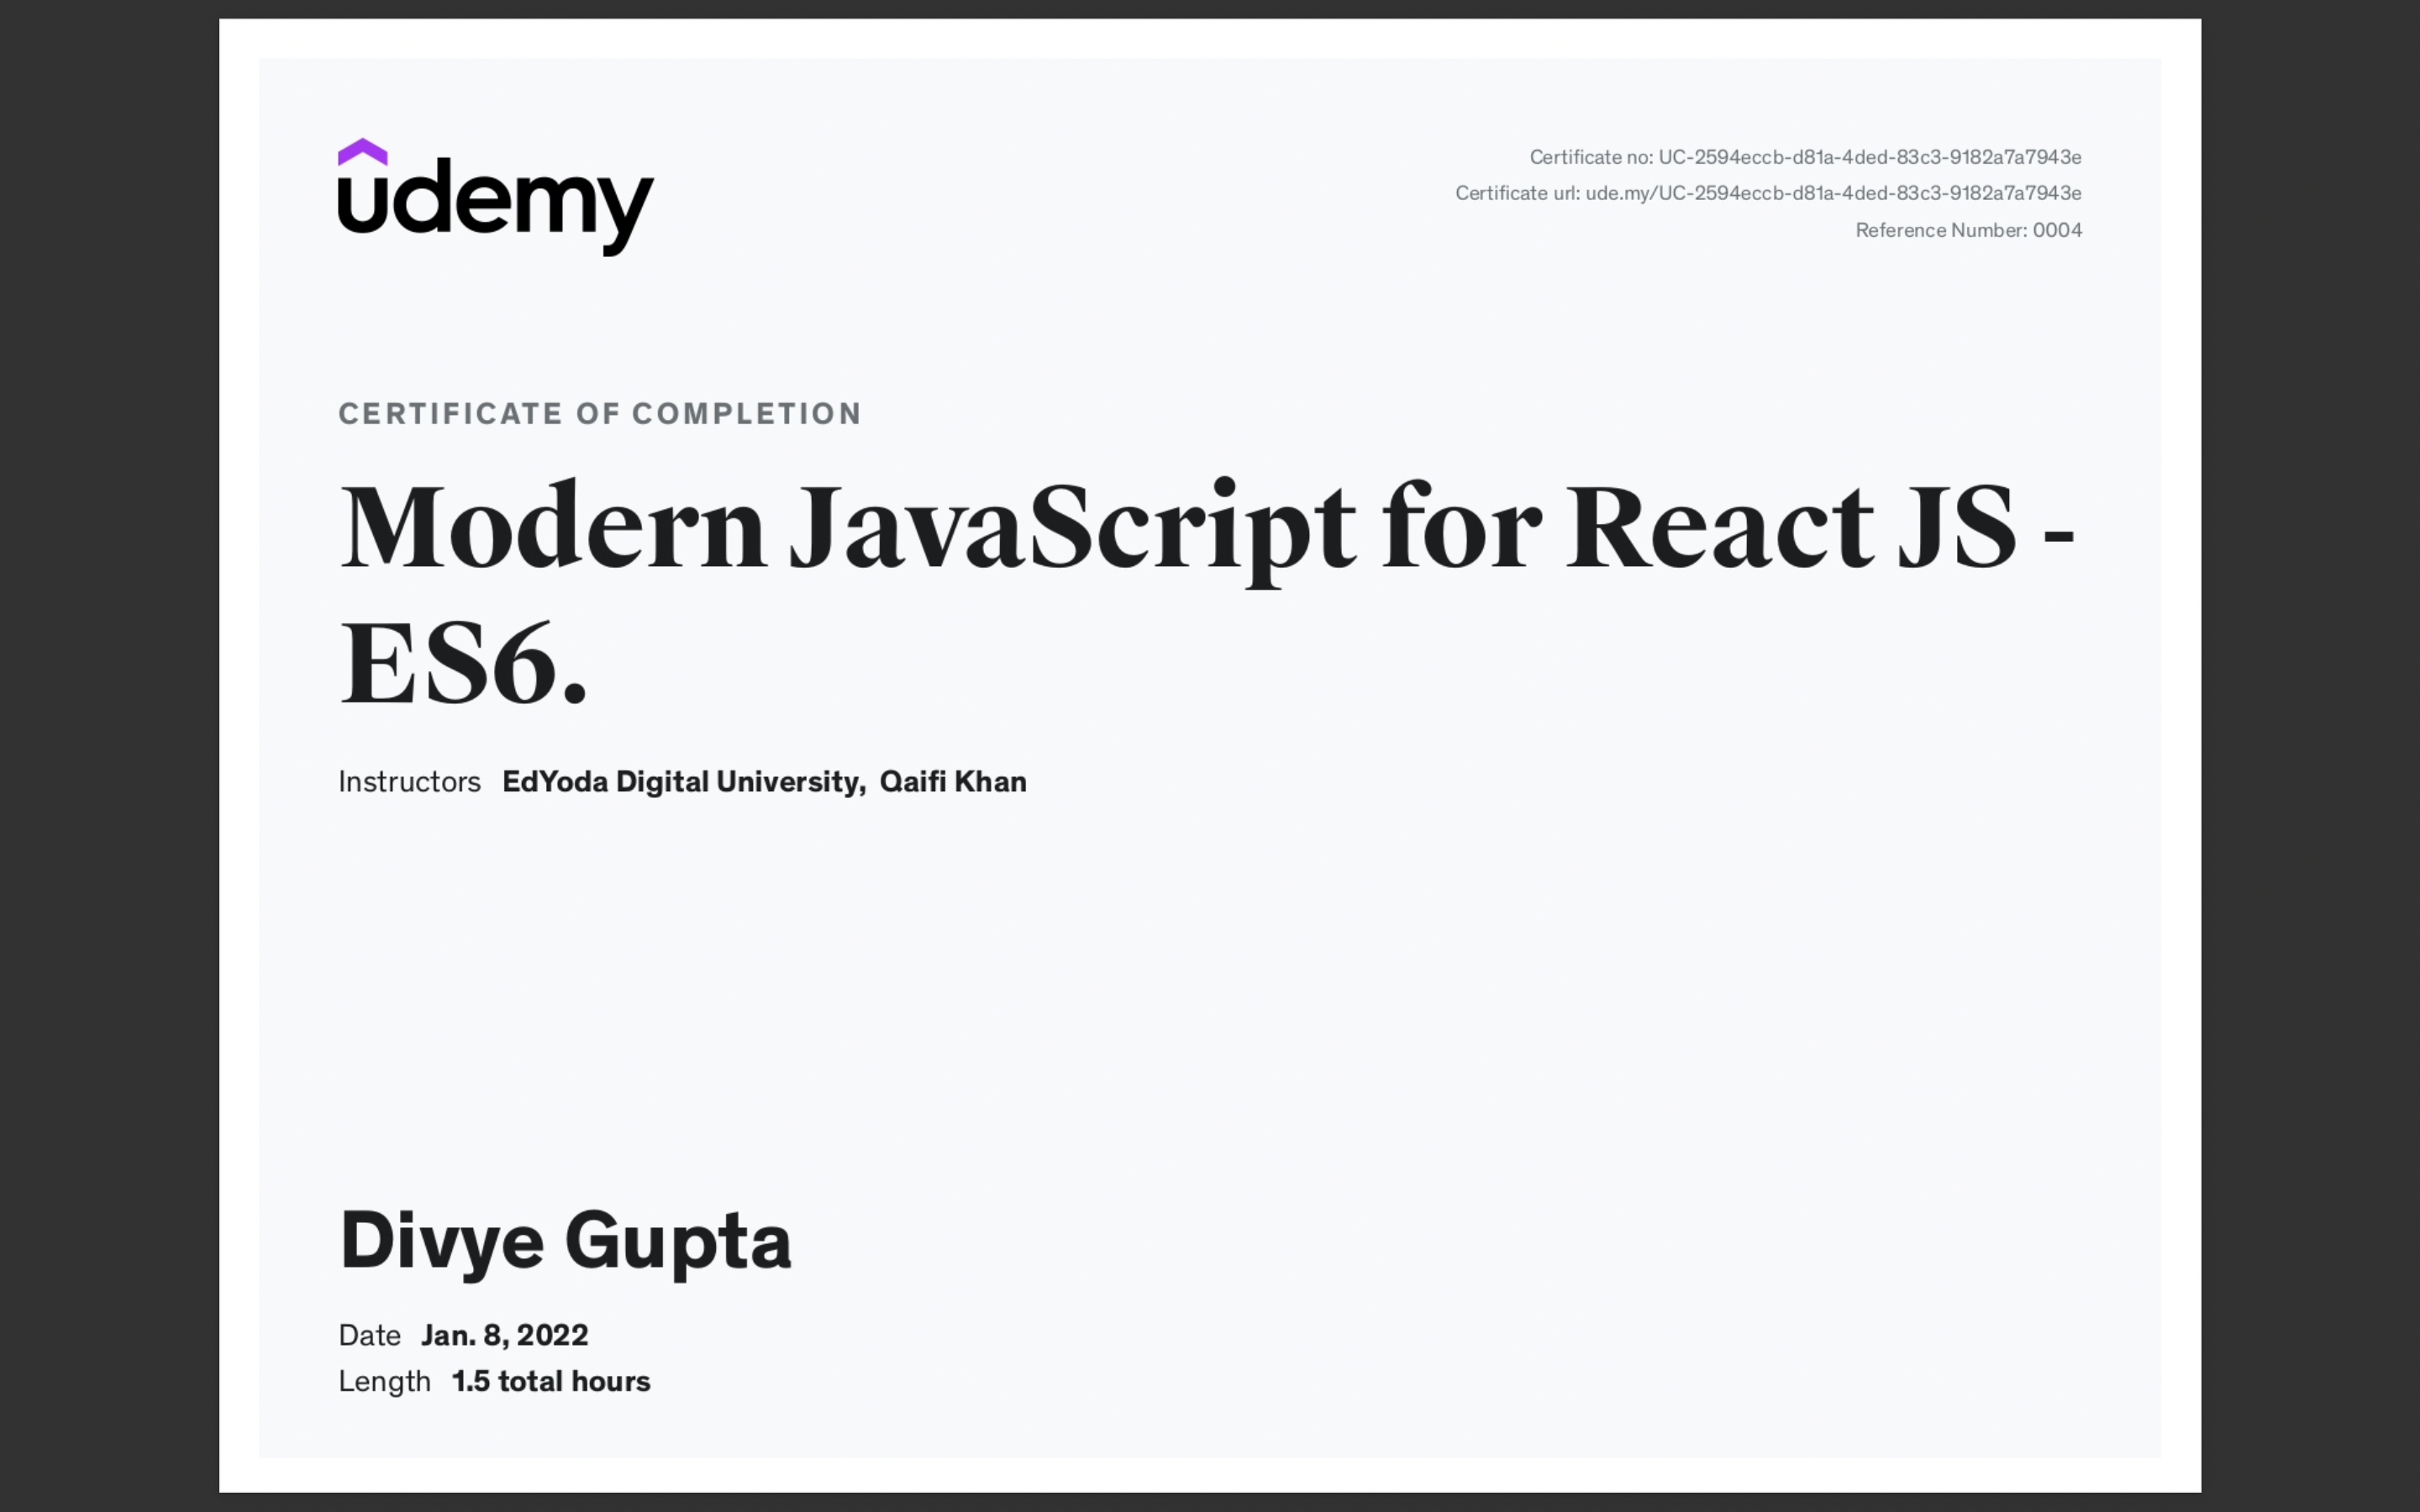 udemy
Certificate no: UC-2594eccb-d81a-4ded-83c3-9182a7a7943e
Certificate url: ude.my/UC-2594eccb-d81a-4ded-83c3-9182a7a7943e
Reference Number: 0004
CERTIFICATE OF COMPLETION
Modern JavaScript for React JS -
ES6.
Instructors EdYoda Digital University, Qaifi Khan
Divye Gupta
Date Jan. 8, 2022
Length 1.5 total hours